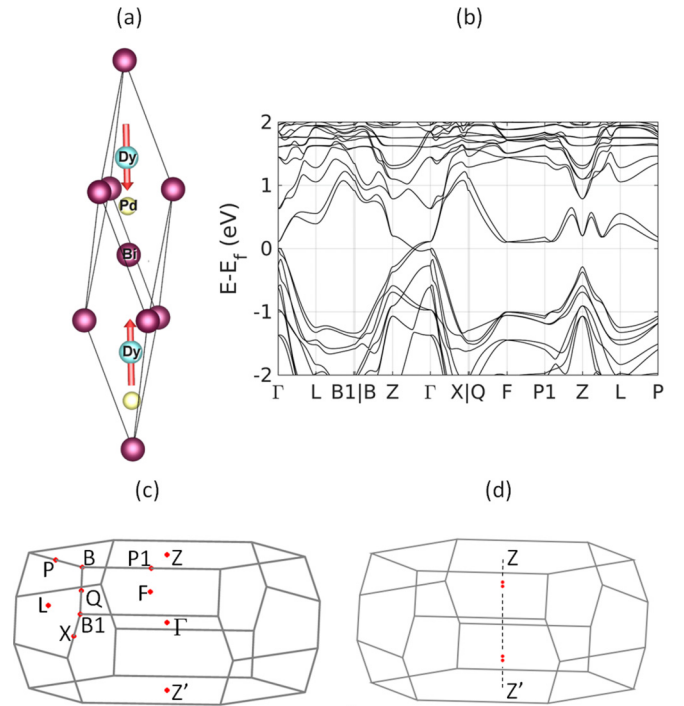 (a)
Dy
Pd
Bi
Dy
(b)
E-E_f (eV)
2
1
0
-1
-2
Γ L B1|B Z Γ X|Q F P1 Z L P
(c)
P B P1 Z
L Q F
X B1 Γ
Z'
(d)
Z
Z'